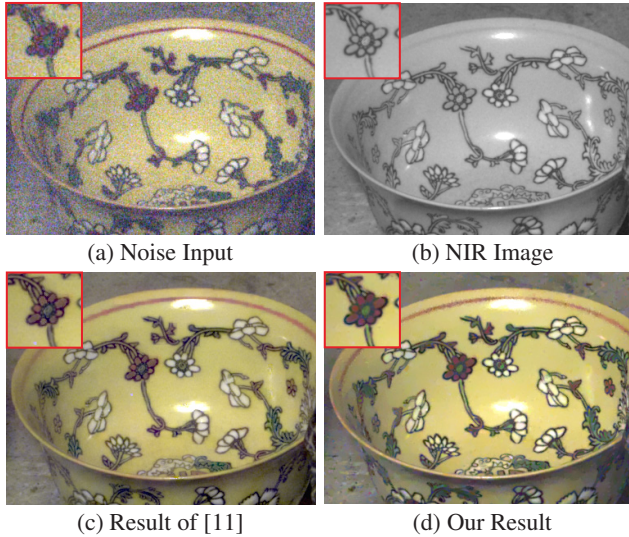 (a) Noise Input
(b) NIR Image
(c) Result of [11]
(d) Our Result